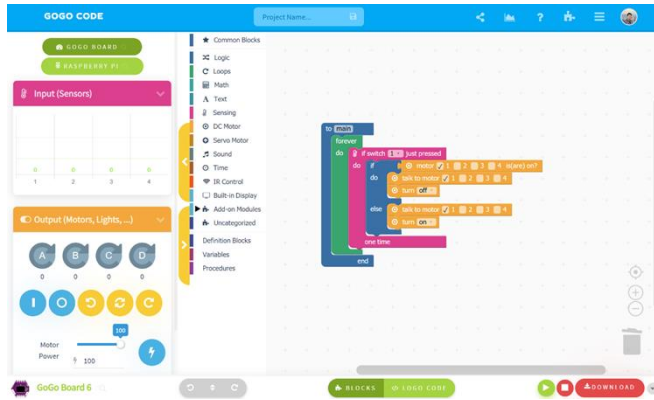 GOGO CODE
Project Name...
?
GOGO BOARD
RASPBERRY PI
Input (Sensors)
0 0 0 0
1 2 3 4
Output (Motors, Lights, ...)
A B C D
0 0 0 0
100
Motor Power
100
GoGo Board 6
Common Blocks
Logic
Loops
Math
A Text
Sensing
DC Motor
Servo Motor
Sound
Time
IR Control
Built-in Display
Add-on Modules
Uncategorized
Definition Blocks
Variables
Procedures
to main
forever
do if switch 1 just pressed
do if motor 1 2 3 4 is(are) on?
do talk to motor 1 2 3 4
turn off
else talk to motor 1 2 3 4
turn on
one time
end
BLOCKS
LOGO CODE
DOWNLOAD